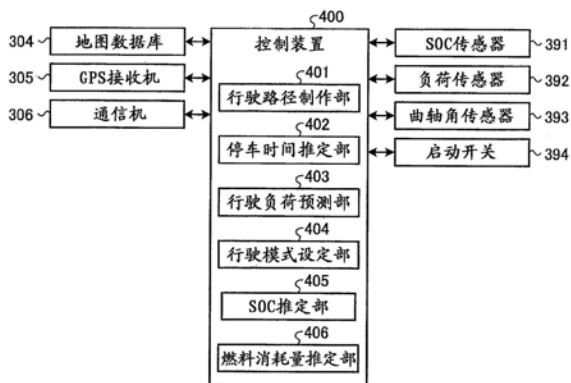 400
304 地图数据库 控制装置 SOC传感器 391
305 GPS接收机 401 负荷传感器 392
306 通信机 行驶路径制作部 曲轴角传感器 393
402
停车时间推定部 启动开关 394
403
行驶负荷预测部
404
行驶模式设定部
405
SOC推定部
406
燃料消耗量推定部